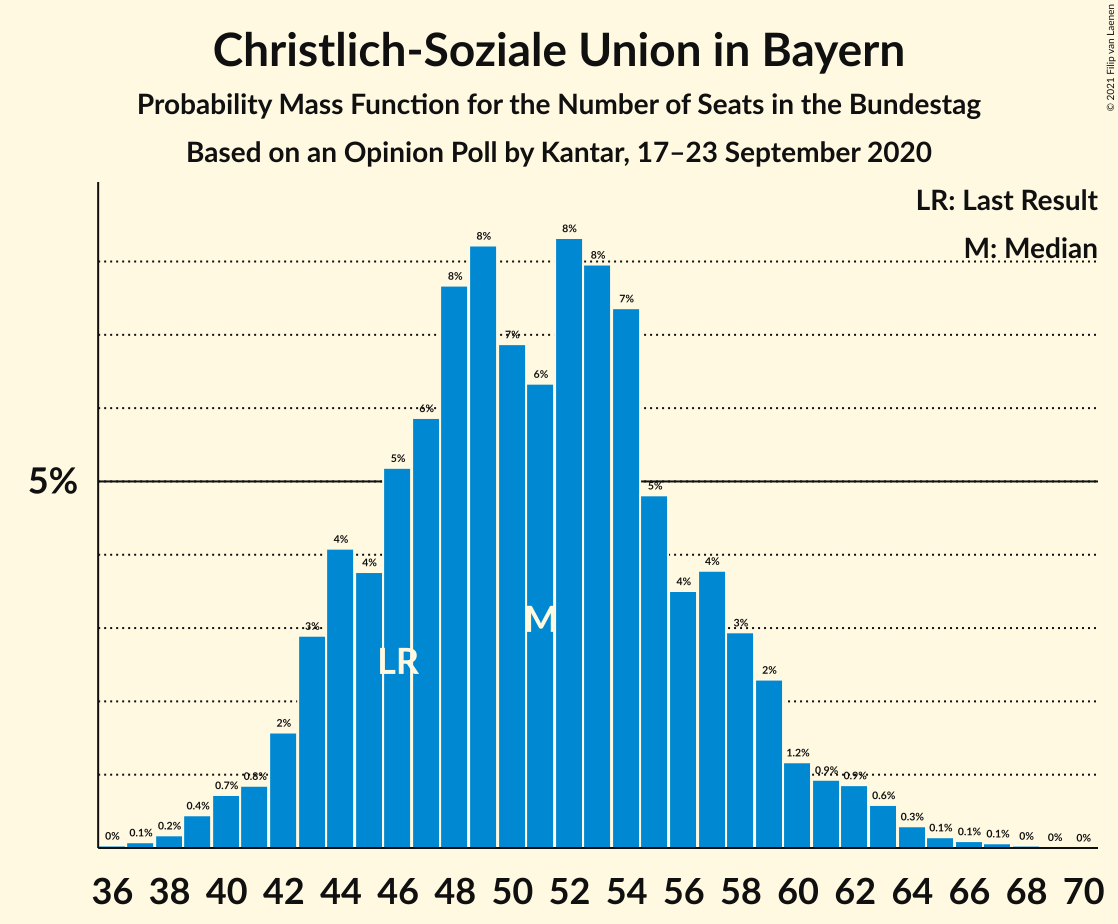 Christlich-Soziale Union in Bayern
Probability Mass Function for the Number of Seats in the Bundestag
Based on an Opinion Poll by Kantar, 17–23 September 2020
© 2021 Filip van Laenen
LR: Last Result
M: Median
5%
0% 0.1% 0.2% 0.4% 0.7% 0.8% 2% 3% 4% 4% 5% 6% 8% 8% 7% 6% 8% 8% 7% 5% 4% 4% 3% 2% 1.2% 0.9% 0.9% 0.6% 0.3% 0.1% 0.1% 0.1% 0% 0% 0%
M
LR
36 38 40 42 44 46 48 50 52 54 56 58 60 62 64 66 68 70